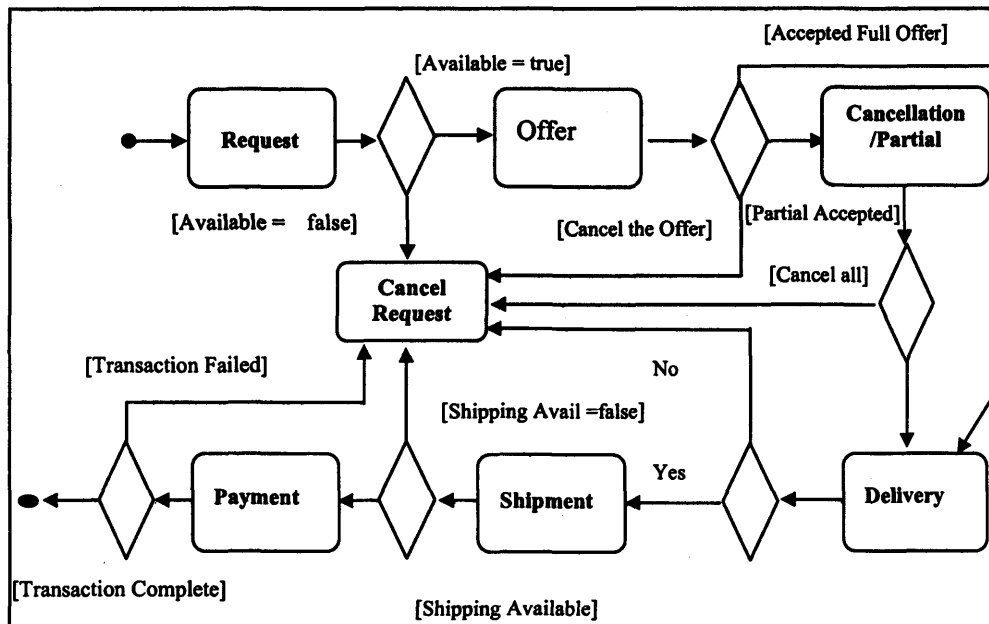 [Accepted Full Offer]
[Available = true]
Request
Offer
Cancellation
/Partial
[Available = false]
[Cancel the Offer]
[Partial Accepted]
[Cancel all]
Cancel
Request
[Transaction Failed]
No
[Shipping Avail =false]
Yes
Payment
Shipment
Delivery
[Transaction Complete]
[Shipping Available]